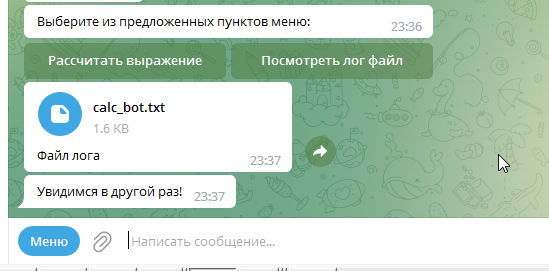 Выберите из предложенных пунктов меню:
23:36
Рассчитать выражение
Посмотреть лог файл
calc_bot.txt
1.6 KB
Файл лога
23:37
Увидимся в другой раз!
23:37
Меню
Написать сообщение...